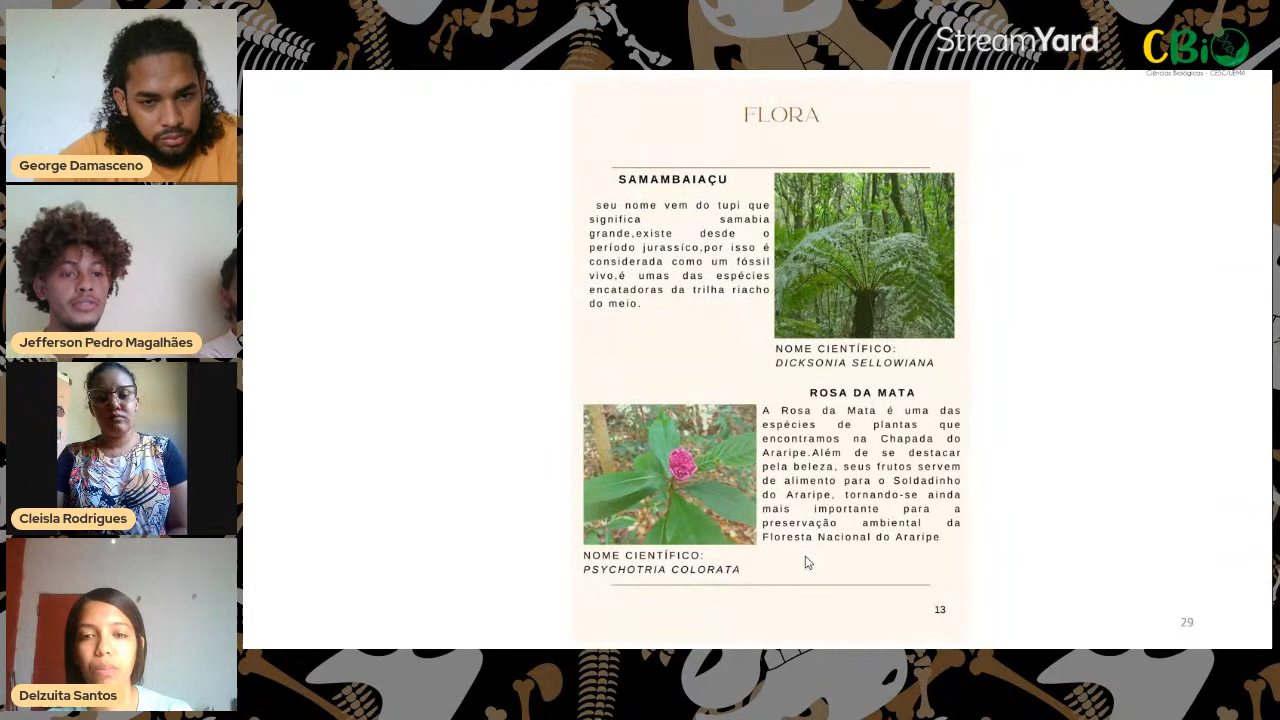 StreamYard
CBiO
Ciências Biológicas - CESC/UEMA
George Damasceno
Jefferson Pedro Magalhães
Cleisla Rodrigues
Delzuita Santos
FLORA
SAMAMBAIAÇU
seu nome vem do tupi que
significa samabia
grande,existe desde o
período jurassíco,por isso é
considerada como um fóssil
vivo,é umas das espécies
encatadoras da trilha riacho
do meio.
NOME CIENTÍFICO:
DICKSONIA SELLOWIANA
ROSA DA MATA
A Rosa da Mata é uma das
espécies de plantas que
encontramos na Chapada do
Araripe.Além de se destacar
pela beleza, seus frutos servem
de alimento para o Soldadinho
do Araripe, tornando-se ainda
mais importante para a
preservação ambiental da
Floresta Nacional do Araripe
NOME CIENTÍFICO:
PSYCHOTRIA COLORATA
13
29